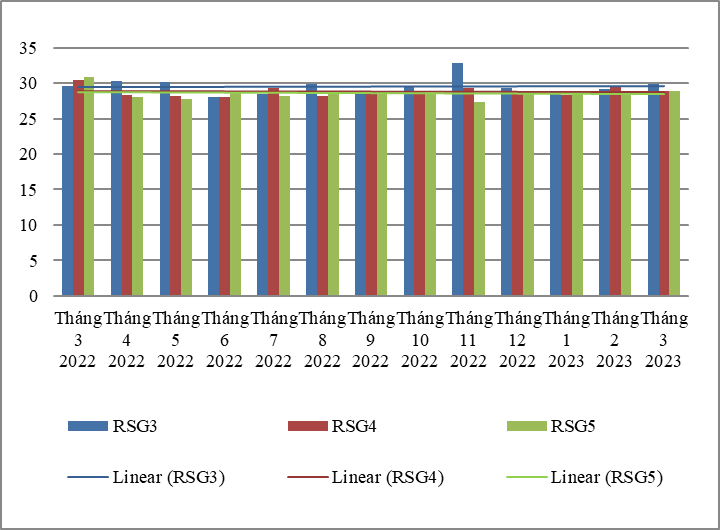 35
30
25
20
15
10
5
0
Tháng Tháng Tháng Tháng Tháng Tháng Tháng Tháng Tháng Tháng Tháng Tháng Tháng
3 4 5 6 7 8 9 10 11 12 1 2 3
2022 2022 2022 2022 2022 2022 2022 2022 2022 2022 2023 2023 2023
RSG3 RSG4 RSG5
Linear (RSG3) Linear (RSG4) Linear (RSG5)